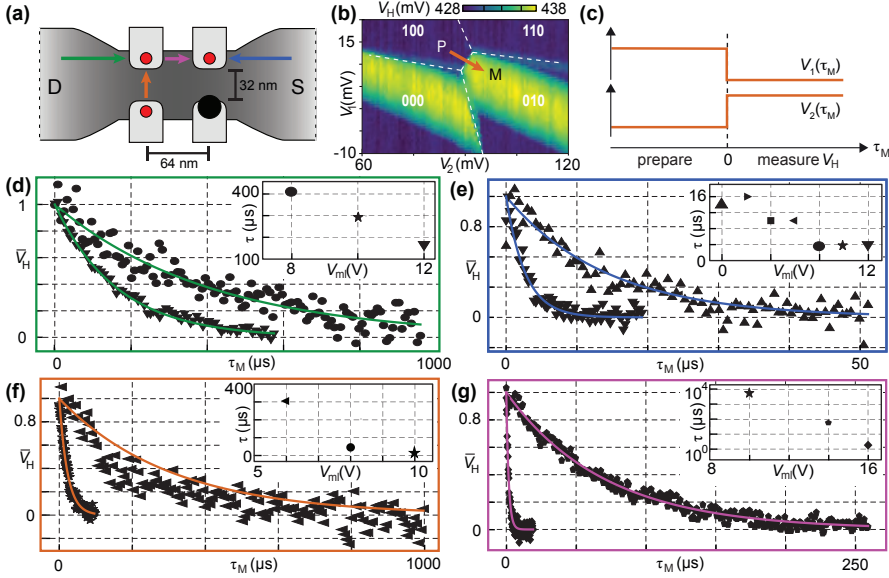 (a)
D
S
32 nm
64 nm
(b)
V_H(mV) 428 438
15
V_1(mV)
-10
100
110
P
M
000
010
60 V_2(mV) 120
(c)
V_1(τ_M)
V_2(τ_M)
τ_M
prepare 0 measure V_H
(d)
1
V̄_H
0
0 τ_M (µs) 1000
400
τ (µs)
100
8 V_ml(V) 12
(e)
0.8
V̄_H
0
0 τ_M (µs) 50
16
τ (µs)
0
0 V_ml(V) 12
(f)
0.8
V̄_H
0
0 τ_M (µs) 1000
400
τ (µs)
0
5 V_ml(V) 10
(g)
0.8
V̄_H
0
0 τ_M (µs) 250
10^4
τ (µs)
10^0
8 V_ml(V) 16